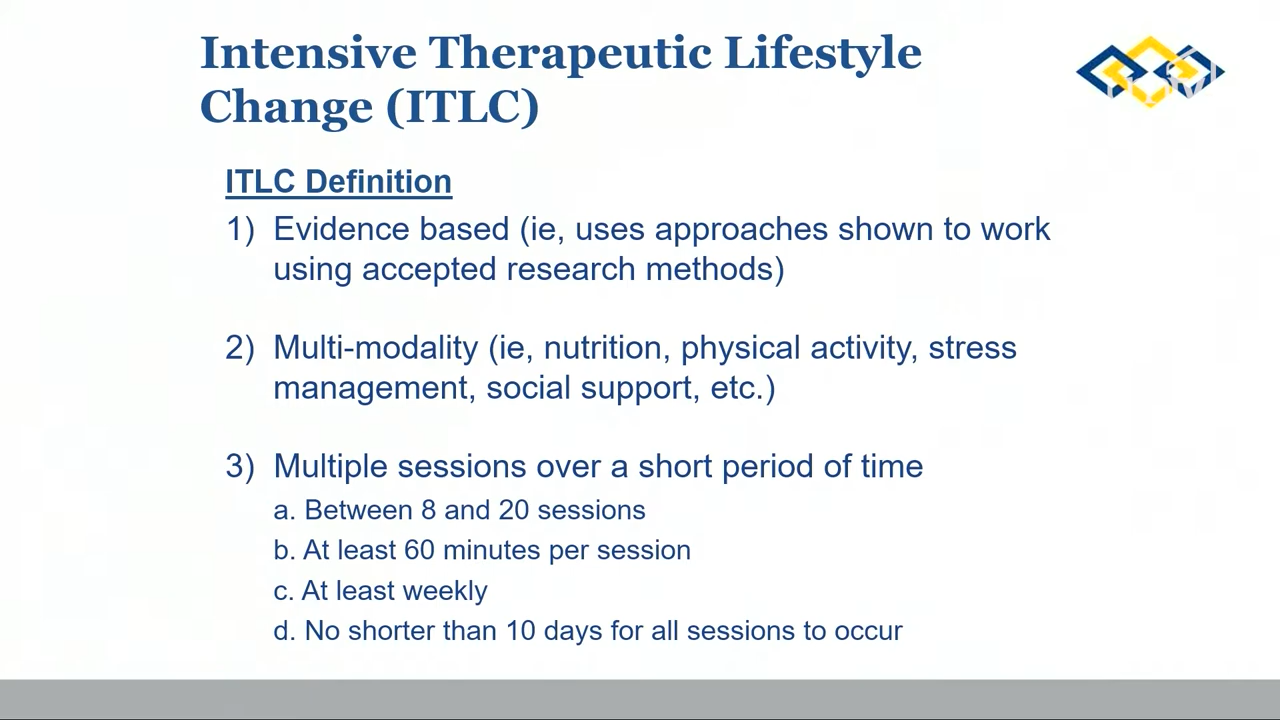 Intensive Therapeutic Lifestyle
Change (ITLC)
ITLC Definition
1) Evidence based (ie, uses approaches shown to work
using accepted research methods)
2) Multi-modality (ie, nutrition, physical activity, stress
management, social support, etc.)
3) Multiple sessions over a short period of time
a. Between 8 and 20 sessions
b. At least 60 minutes per session
c. At least weekly
d. No shorter than 10 days for all sessions to occur